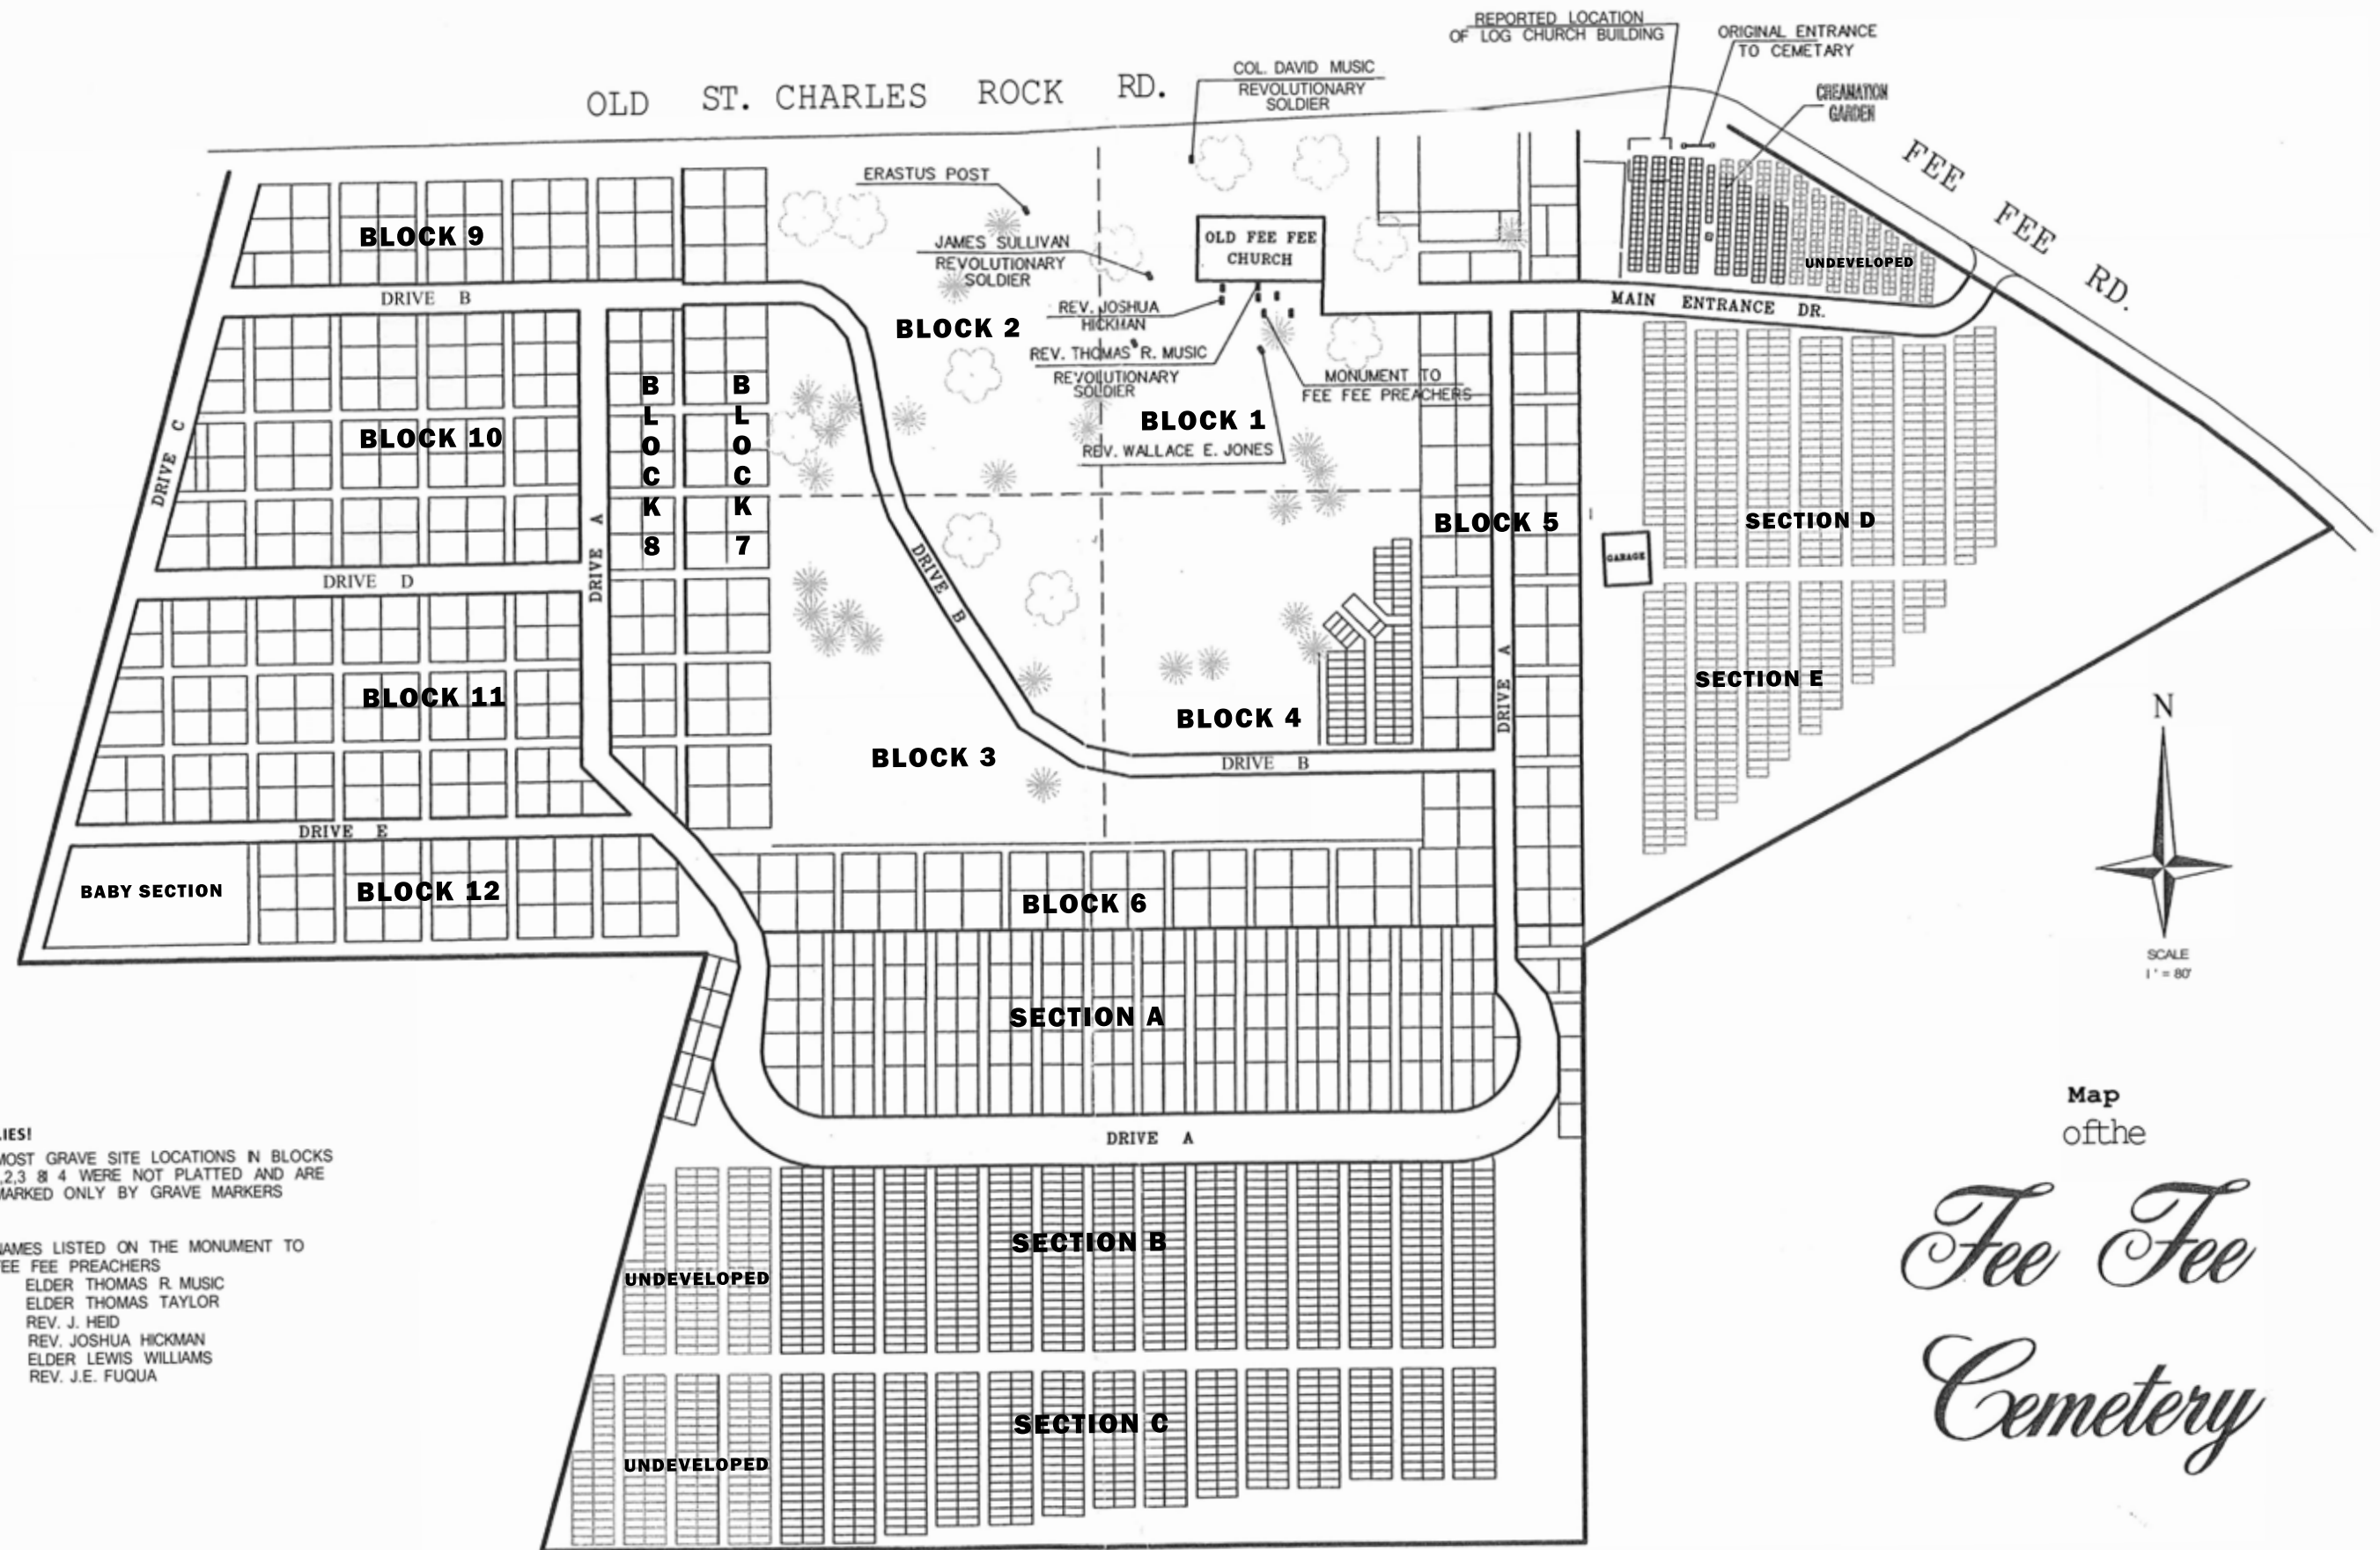 REPORTED LOCATION
OF LOG CHURCH BUILDING
ORIGINAL ENTRANCE
TO CEMETARY
COL. DAVID MUSIC
REVOLUTIONARY
SOLDIER
CREAMATION
GARDEN
OLD ST. CHARLES ROCK RD.
FEE FEE RD.
ERASTUS POST
JAMES SULLIVAN
REVOLUTIONARY
SOLDIER
OLD FEE FEE
CHURCH
UNDEVELOPED
BLOCK 9
DRIVE B
MAIN ENTRANCE DR.
REV. JOSHUA
HICKMAN
BLOCK 2
REV. THOMAS R. MUSIC
REVOLUTIONARY
SOLDIER
MONUMENT TO
FEE FEE PREACHERS
BLOCK 1
REV. WALLACE E. JONES
DRIVE C
BLOCK 10
BLOCK 8
BLOCK 7
DRIVE A
BLOCK 5
SECTION D
GARAGE
DRIVE D
DRIVE B
SECTION E
BLOCK 11
BLOCK 4
DRIVE A
BLOCK 3
DRIVE B
N
DRIVE E
BABY SECTION
BLOCK 12
BLOCK 6
SCALE
1' = 80'
SECTION A
DRIVE A
Map
ofthe
Fee Fee
Cemetery
IES!
MOST GRAVE SITE LOCATIONS IN BLOCKS
,2,3 & 4 WERE NOT PLATTED AND ARE
MARKED ONLY BY GRAVE MARKERS
NAMES LISTED ON THE MONUMENT TO
FEE FEE PREACHERS
ELDER THOMAS R. MUSIC
ELDER THOMAS TAYLOR
REV. J. HEID
REV. JOSHUA HICKMAN
ELDER LEWIS WILLIAMS
REV. J.E. FUQUA
SECTION B
UNDEVELOPED
SECTION C
UNDEVELOPED